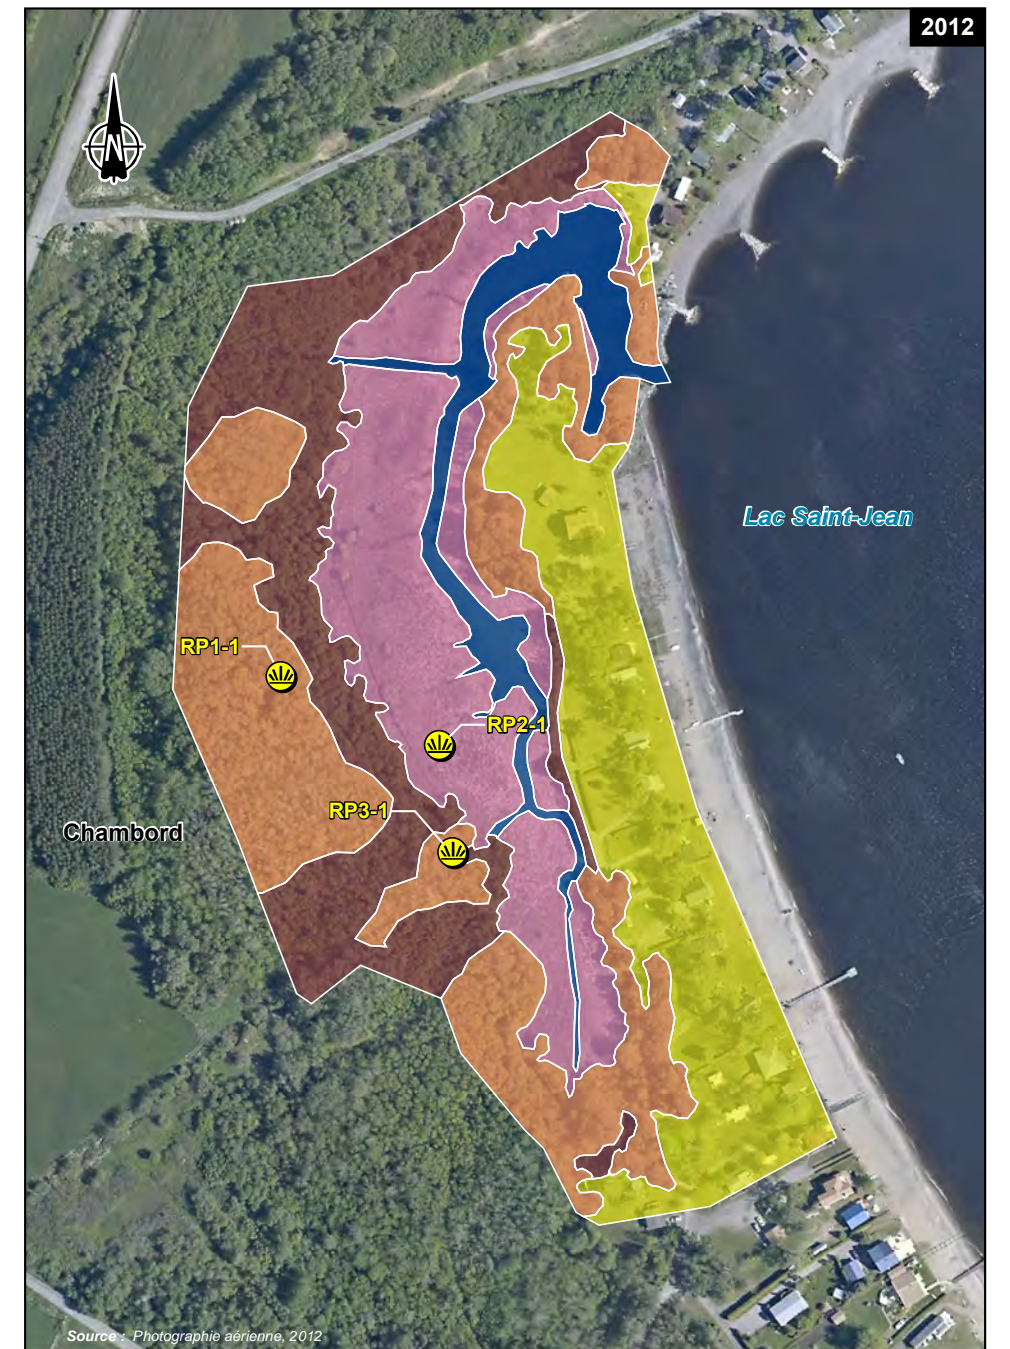 2012
N
Lac Saint-Jean
RP1-1
RP2-1
RP3-1
Chambord
Source : Photographie aérienne, 2012